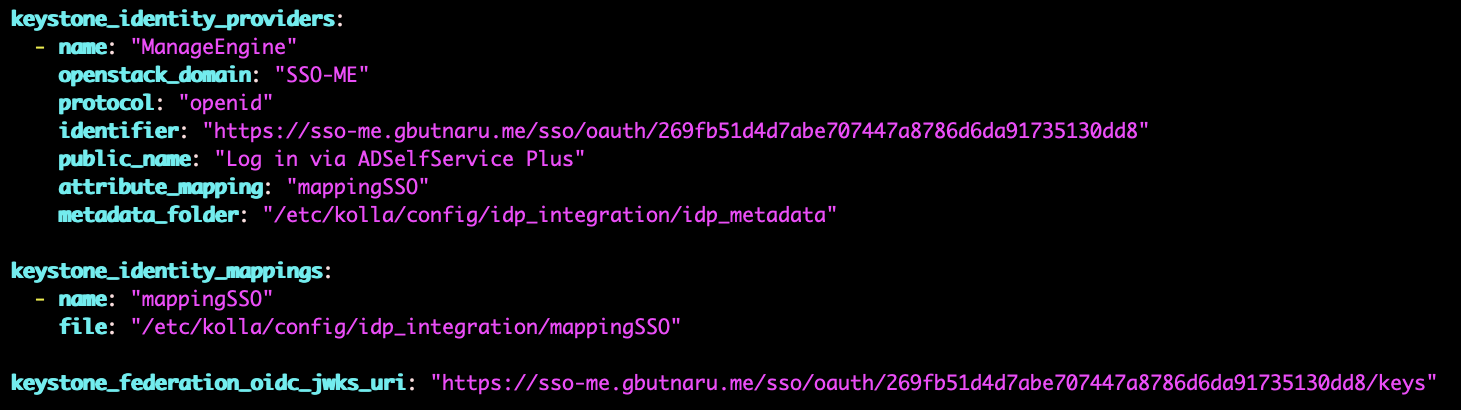 keystone_identity_providers:
  - name: "ManageEngine"
    openstack_domain: "SSO-ME"
    protocol: "openid"
    identifier: "https://sso-me.gbutnaru.me/sso/oauth/269fb51d4d7abe707447a8786d6da91735130dd8"
    public_name: "Log in via ADSelfService Plus"
    attribute_mapping: "mappingSSO"
    metadata_folder: "/etc/kolla/config/idp_integration/idp_metadata"

keystone_identity_mappings:
  - name: "mappingSSO"
    file: "/etc/kolla/config/idp_integration/mappingSSO"

keystone_federation_oidc_jwks_uri: "https://sso-me.gbutnaru.me/sso/oauth/269fb51d4d7abe707447a8786d6da91735130dd8/keys"